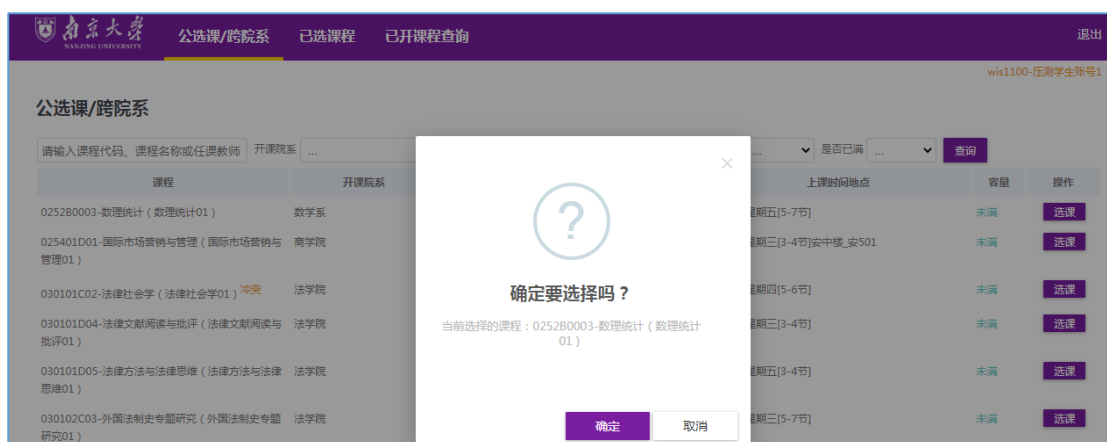 南京大学
NANJING UNIVERSITY
公选课/跨院系 已选课程 已开课程查询 退出
wis1100-压测学生账号1
公选课/跨院系
请输入课程代码、课程名称或任课教师 开课院系 ... ... 是否已满 ... 查询
课程 开课院系 上课时间地点 容量 操作
0252B0003-数理统计(数理统计01) 数学系 星期五[5-7节] 未满 选课
025401D01-国际市场营销与管理(国际市场营销与 商学院 星期三[3-4节]安中楼_安501 未满 选课
管理01)
030101C02-法律社会学(法律社会学01)冲突 法学院 星期四[5-6节] 未满 选课
030101D04-法律文献阅读与批评(法律文献阅读与 法学院 星期三[3-4节] 未满 选课
批评01)
030101D05-法律方法与法律思维(法律方法与法律 法学院 星期五[3-4节] 未满 选课
思维01)
030102C03-外国法制史专题研究(外国法制史专题 法学院 星期三[5-7节] 未满 选课
研究01)
?
确定要选择吗?
当前选择的课程:0252B0003-数理统计(数理统计
01)
确定 取消